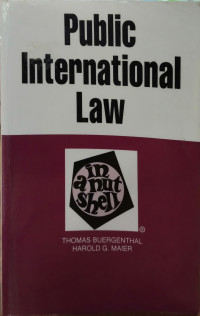 Public
International
Law
in
a nut
shell
®
THOMAS BUERGENTHAL
HAROLD G. MAIER